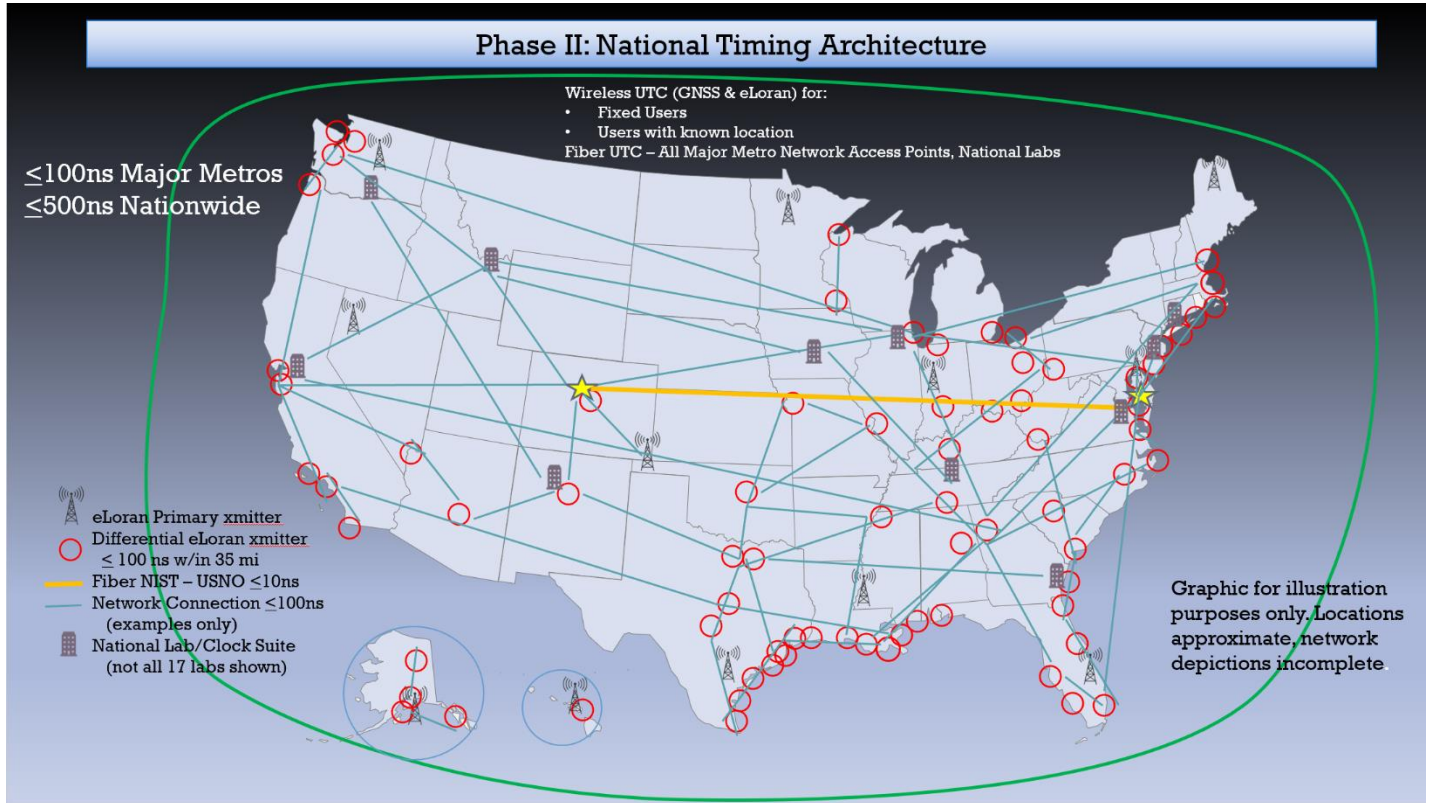 Phase II: National Timing Architecture
Wireless UTC (GNSS & eLoran) for:
• Fixed Users
• Users with known location
Fiber UTC – All Major Metro Network Access Points, National Labs
≤100ns Major Metros
≤500ns Nationwide
eLoran Primary xmitter
Differential eLoran xmitter
≤ 100 ns w/in 35 mi
Fiber NIST – USNO ≤10ns
Network Connection ≤100ns
(examples only)
National Lab/Clock Suite
(not all 17 labs shown)
Graphic for illustration
purposes only. Locations
approximate, network
depictions incomplete.